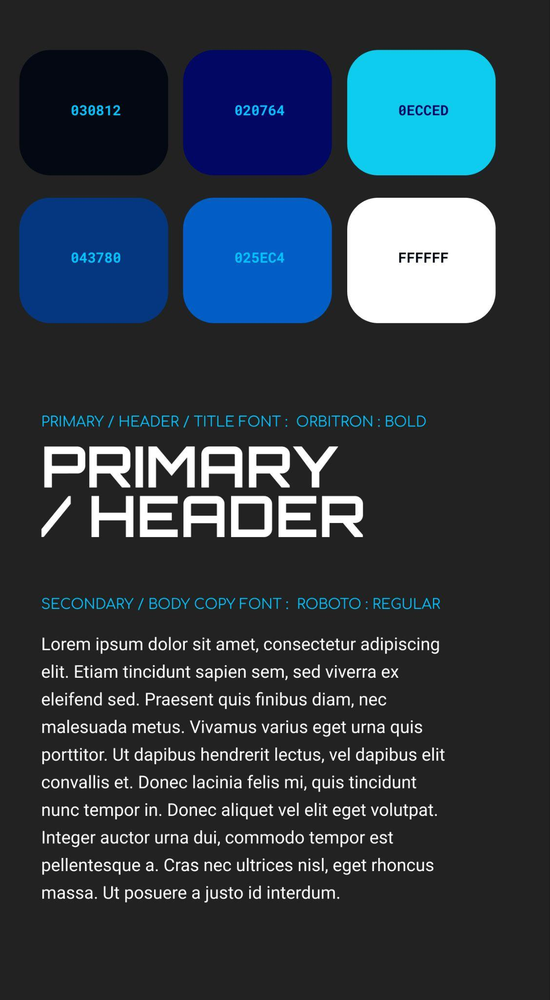 030812 020764 0ECCED
043780 025EC4 FFFFFF
PRIMARY / HEADER / TITLE FONT : ORBITRON : BOLD
PRIMARY
/ HEADER
SECONDARY / BODY COPY FONT : ROBOTO : REGULAR
Lorem ipsum dolor sit amet, consectetur adipiscing
elit. Etiam tincidunt sapien sem, sed viverra ex
eleifend sed. Praesent quis finibus diam, nec
malesuada metus. Vivamus varius eget urna quis
porttitor. Ut dapibus hendrerit lectus, vel dapibus elit
convallis et. Donec lacinia felis mi, quis tincidunt
nunc tempor in. Donec aliquet vel elit eget volutpat.
Integer auctor urna dui, commodo tempor est
pellentesque a. Cras nec ultrices nisl, eget rhoncus
massa. Ut posuere a justo id interdum.